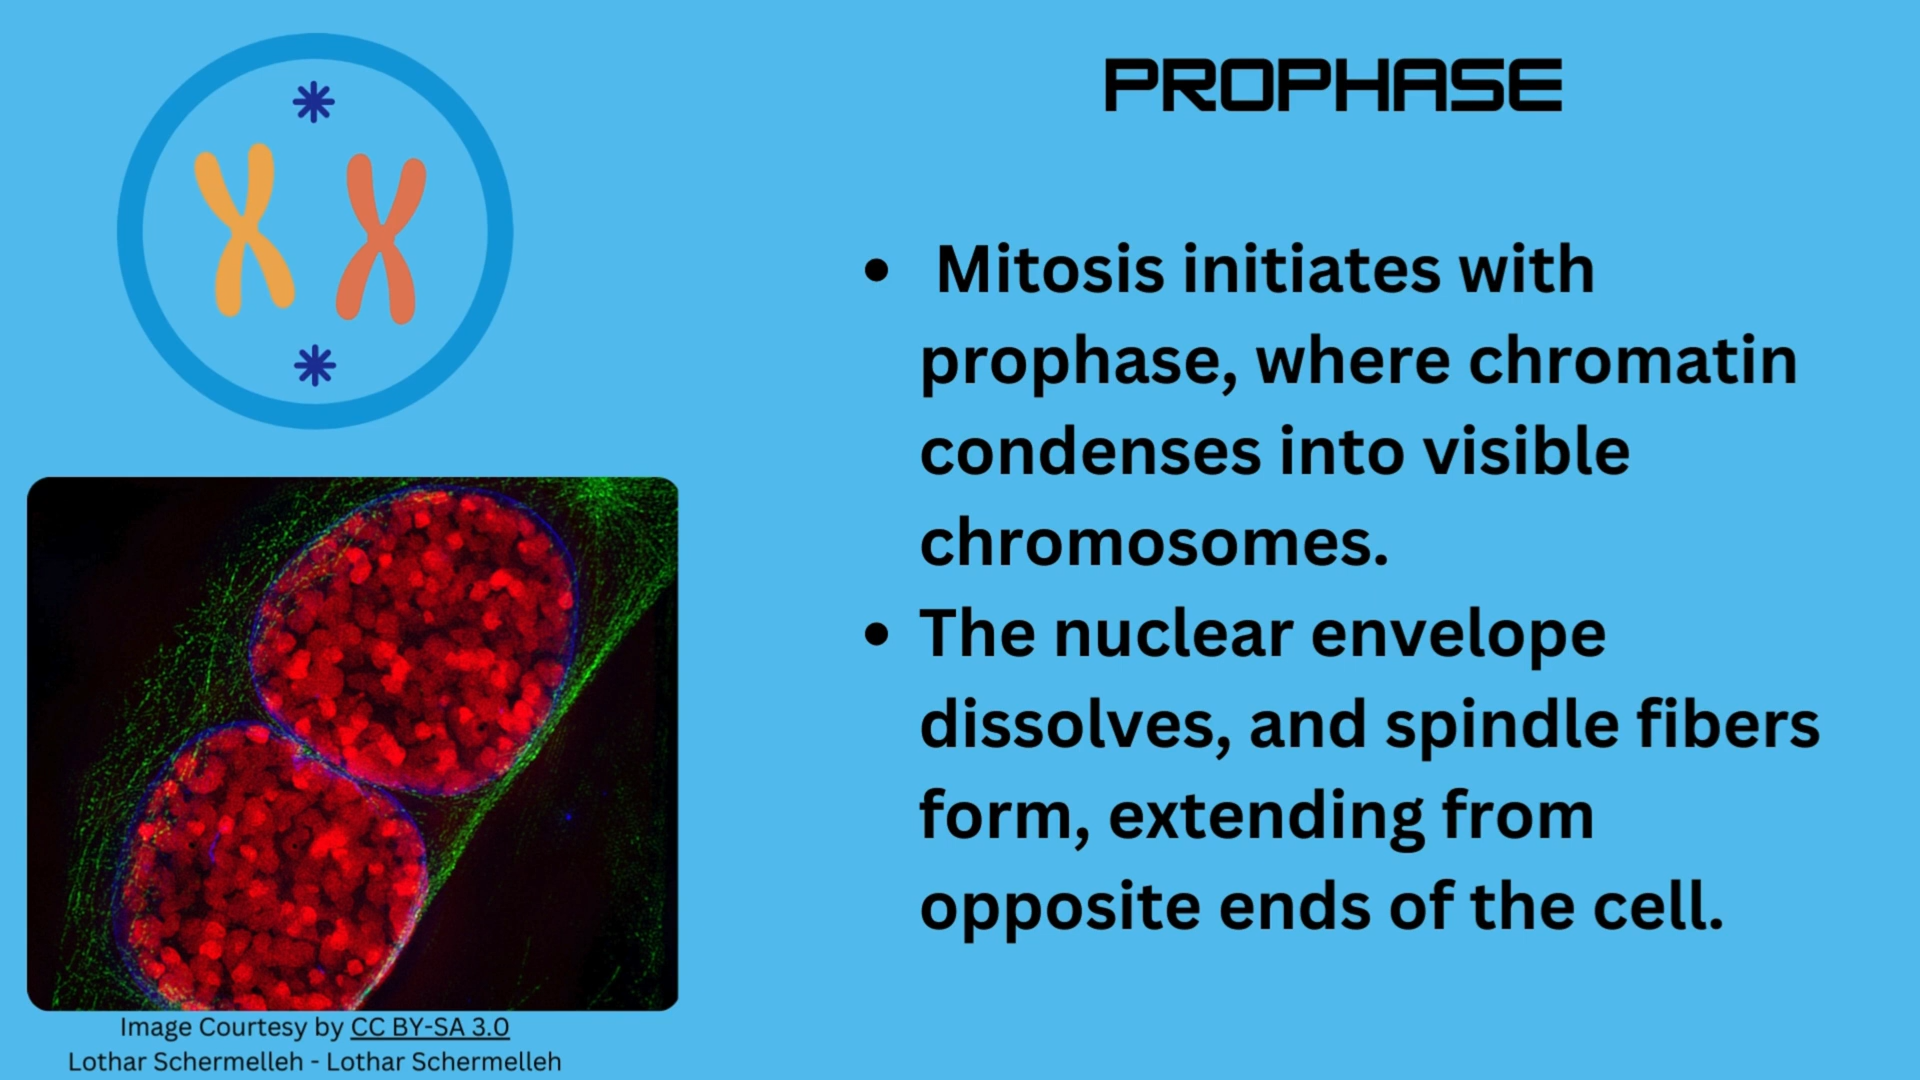 PROPHASE
• Mitosis initiates with
prophase, where chromatin
condenses into visible
chromosomes.
• The nuclear envelope
dissolves, and spindle fibers
form, extending from
opposite ends of the cell.
Image Courtesy by CC BY-SA 3.0
Lothar Schermelleh - Lothar Schermelleh